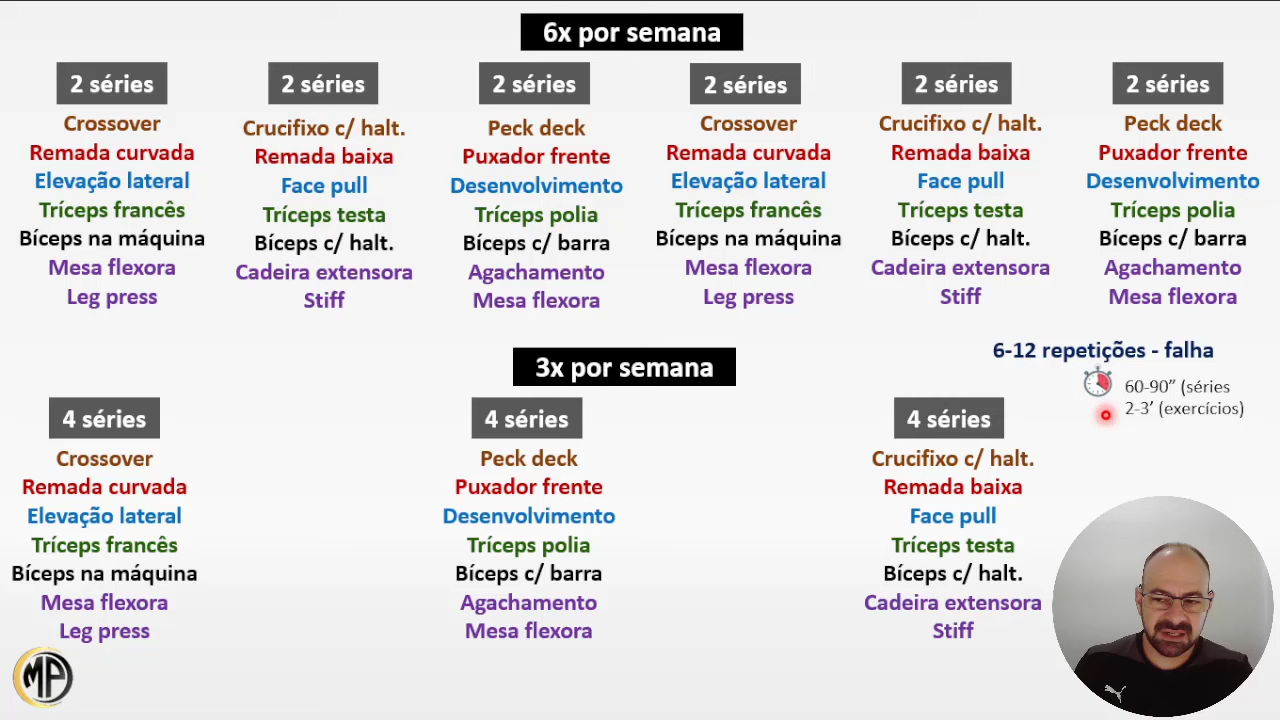 6x por semana
2 séries
Crossover
Remada curvada
Elevação lateral
Tríceps francês
Bíceps na máquina
Mesa flexora
Leg press
2 séries
Crucifixo c/ halt.
Remada baixa
Face pull
Tríceps testa
Bíceps c/ halt.
Cadeira extensora
Stiff
2 séries
Peck deck
Puxador frente
Desenvolvimento
Tríceps polia
Bíceps c/ barra
Agachamento
Mesa flexora
2 séries
Crossover
Remada curvada
Elevação lateral
Tríceps francês
Bíceps na máquina
Mesa flexora
Leg press
2 séries
Crucifixo c/ halt.
Remada baixa
Face pull
Tríceps testa
Bíceps c/ halt.
Cadeira extensora
Stiff
2 séries
Peck deck
Puxador frente
Desenvolvimento
Tríceps polia
Bíceps c/ barra
Agachamento
Mesa flexora
6-12 repetições - falha
60-90” (séries
2-3’ (exercícios)
3x por semana
4 séries
Crossover
Remada curvada
Elevação lateral
Tríceps francês
Bíceps na máquina
Mesa flexora
Leg press
4 séries
Peck deck
Puxador frente
Desenvolvimento
Tríceps polia
Bíceps c/ barra
Agachamento
Mesa flexora
4 séries
Crucifixo c/ halt.
Remada baixa
Face pull
Tríceps testa
Bíceps c/ halt.
Cadeira extensora
Stiff
MP